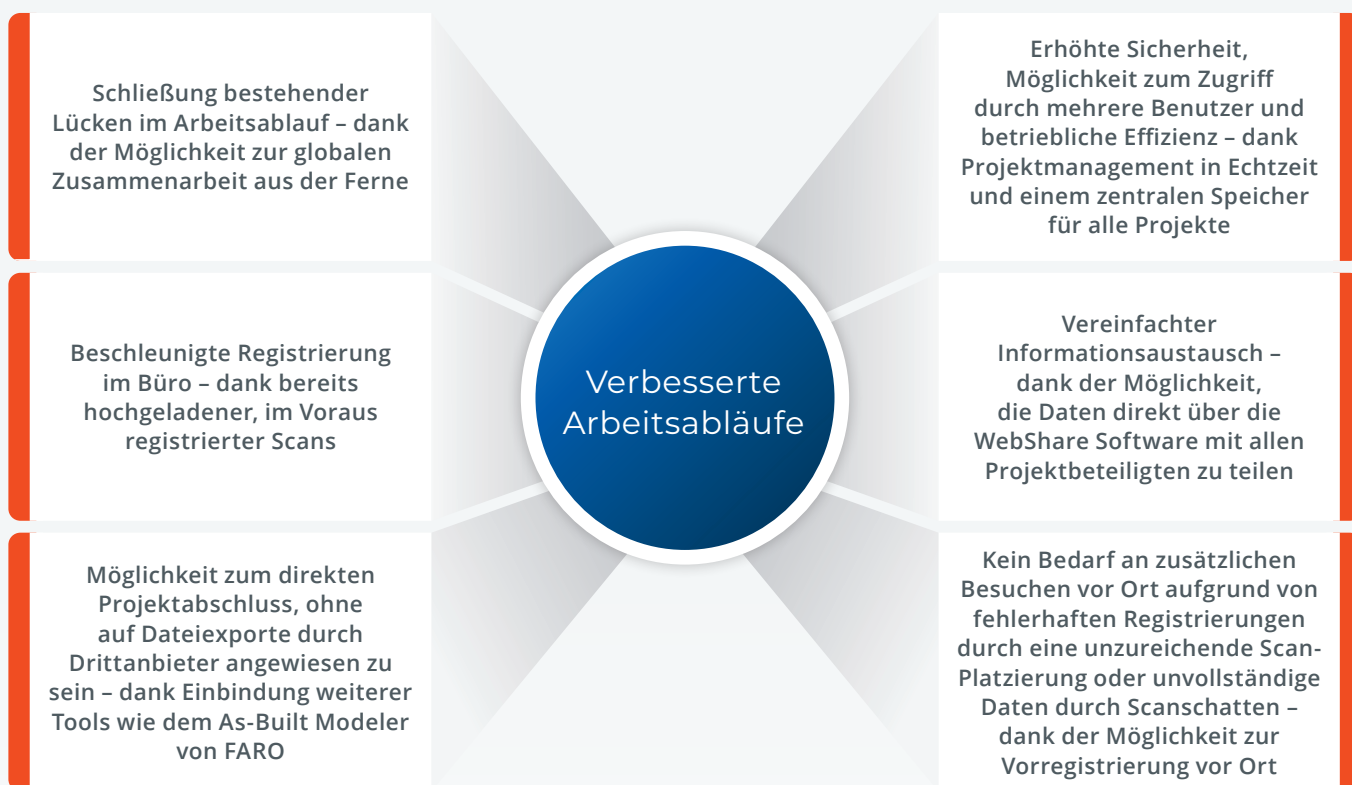 Schließung bestehender
Lücken im Arbeitsablauf – dank
der Möglichkeit zur globalen
Zusammenarbeit aus der Ferne
Beschleunigte Registrierung
im Büro – dank bereits
hochgeladener, im Voraus
registrierter Scans
Möglichkeit zum direkten
Projektabschluss, ohne
auf Dateiexporte durch
Drittanbieter angewiesen zu
sein – dank Einbindung weiterer
Tools wie dem As-Built Modeler
von FARO
Verbesserte
Arbeitsabläufe
Erhöhte Sicherheit,
Möglichkeit zum Zugriff
durch mehrere Benutzer und
betriebliche Effizienz – dank
Projektmanagement in Echtzeit
und einem zentralen Speicher
für alle Projekte
Vereinfachter
Informationsaustausch –
dank der Möglichkeit,
die Daten direkt über die
WebShare Software mit allen
Projektbeteiligten zu teilen
Kein Bedarf an zusätzlichen
Besuchen vor Ort aufgrund von
fehlerhaften Registrierungen
durch eine unzureichende Scan-
Platzierung oder unvollständige
Daten durch Scanschatten –
dank der Möglichkeit zur
Vorregistrierung vor Ort